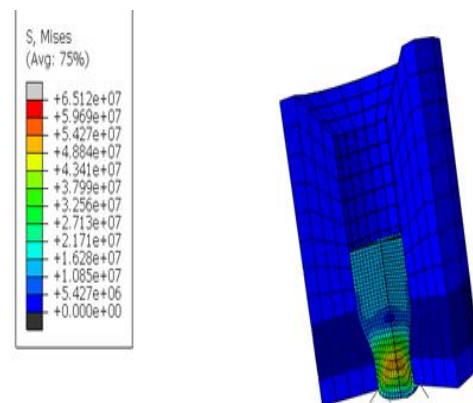 S, Mises
(Avg: 75%)
+6.512e+07
+5.969e+07
+5.427e+07
+4.884e+07
+4.341e+07
+3.799e+07
+3.256e+07
+2.713e+07
+2.171e+07
+1.628e+07
+1.085e+07
+5.427e+06
+0.000e+00